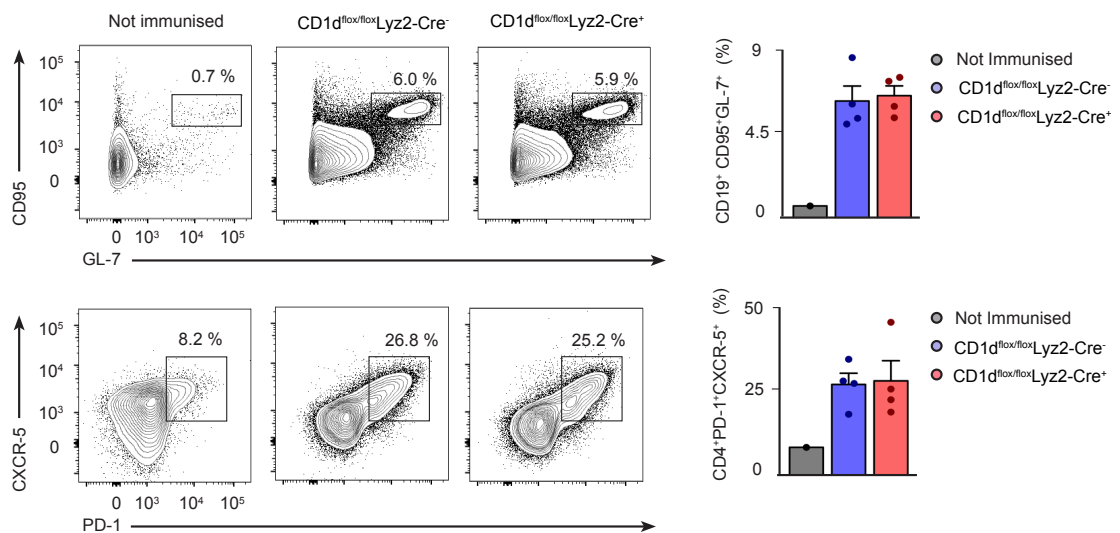 Not immunised
CD1dflox/floxLyz2-Cre-
CD1dflox/floxLyz2-Cre+
CD95
10⁵
10⁴
10³
0
0.7 %
6.0 %
5.9 %
0 10³ 10⁴ 10⁵
GL-7
CD19⁺ CD95⁺GL-7⁺ (%)
9
4.5
0
Not Immunised
CD1dflox/floxLyz2-Cre-
CD1dflox/floxLyz2-Cre+
CXCR-5
10⁵
10⁴
10³
0
8.2 %
26.8 %
25.2 %
0 10³ 10⁴ 10⁵
PD-1
CD4⁺PD-1⁺CXCR-5⁺ (%)
50
25
0
Not Immunised
CD1dflox/floxLyz2-Cre-
CD1dflox/floxLyz2-Cre+